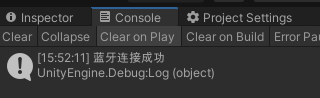 Inspector Console Project Settings
Clear Collapse Clear on Play Clear on Build Error Pa
[15:52:11] 蓝牙连接成功
UnityEngine.Debug:Log (object)